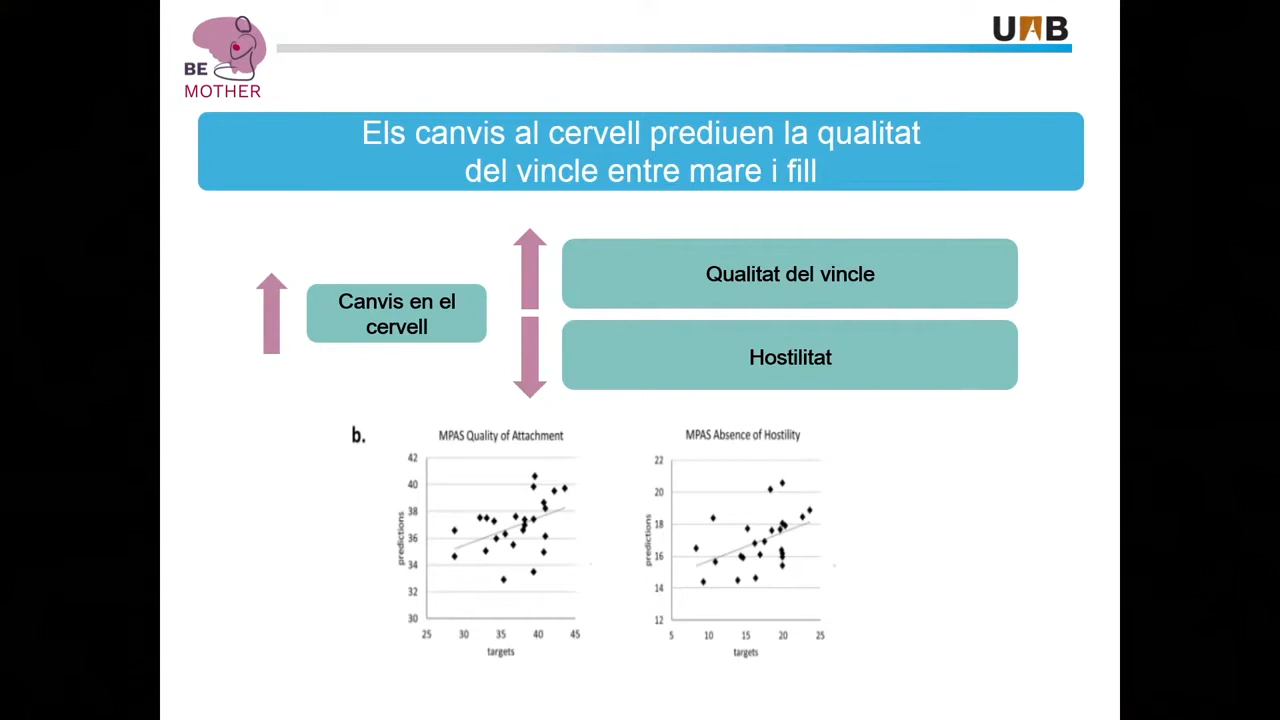 BE
MOTHER
UAB
Els canvis al cervell prediuen la qualitat
del vincle entre mare i fill
Canvis en el
cervell
Qualitat del vincle
Hostilitat
b.
MPAS Quality of Attachment
42
40
38
36
34
32
30
predictions
25 30 35 40 45
targets
MPAS Absence of Hostility
22
20
18
16
14
12
predictions
5 10 15 20 25
targets